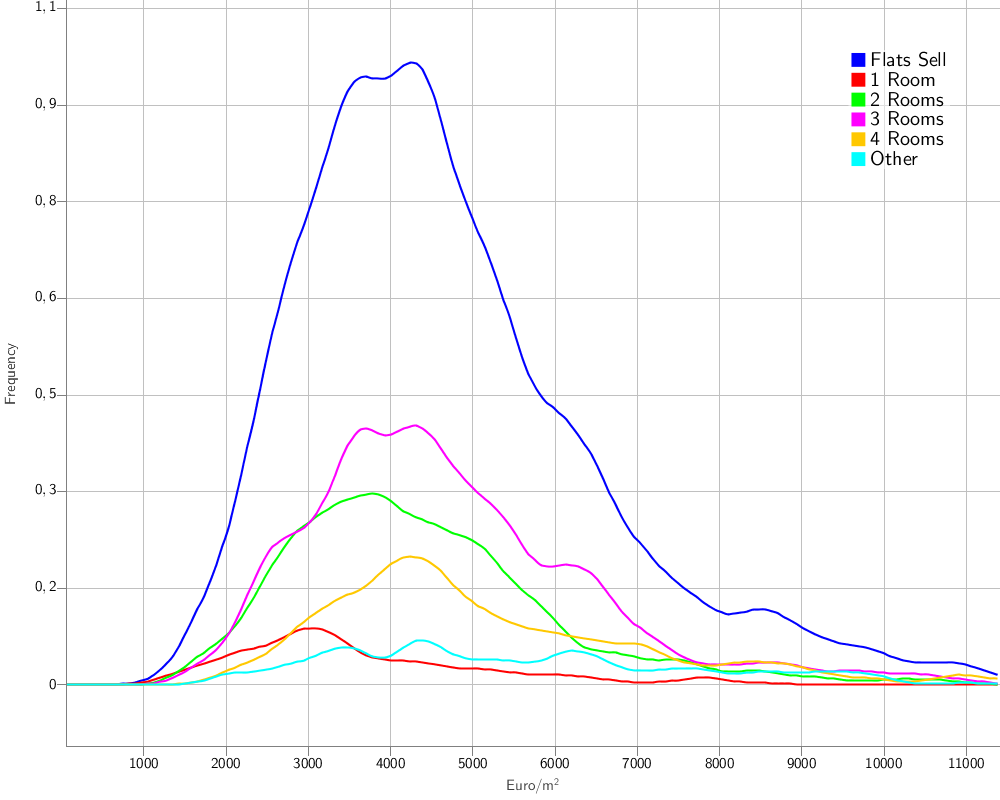 1,1
0,9
0,8
0,6
0,5
0,3
0,2
0
Frequency
Flats Sell
1 Room
2 Rooms
3 Rooms
4 Rooms
Other
1000 2000 3000 4000 5000 6000 7000 8000 9000 10000 11000
Euro/m²